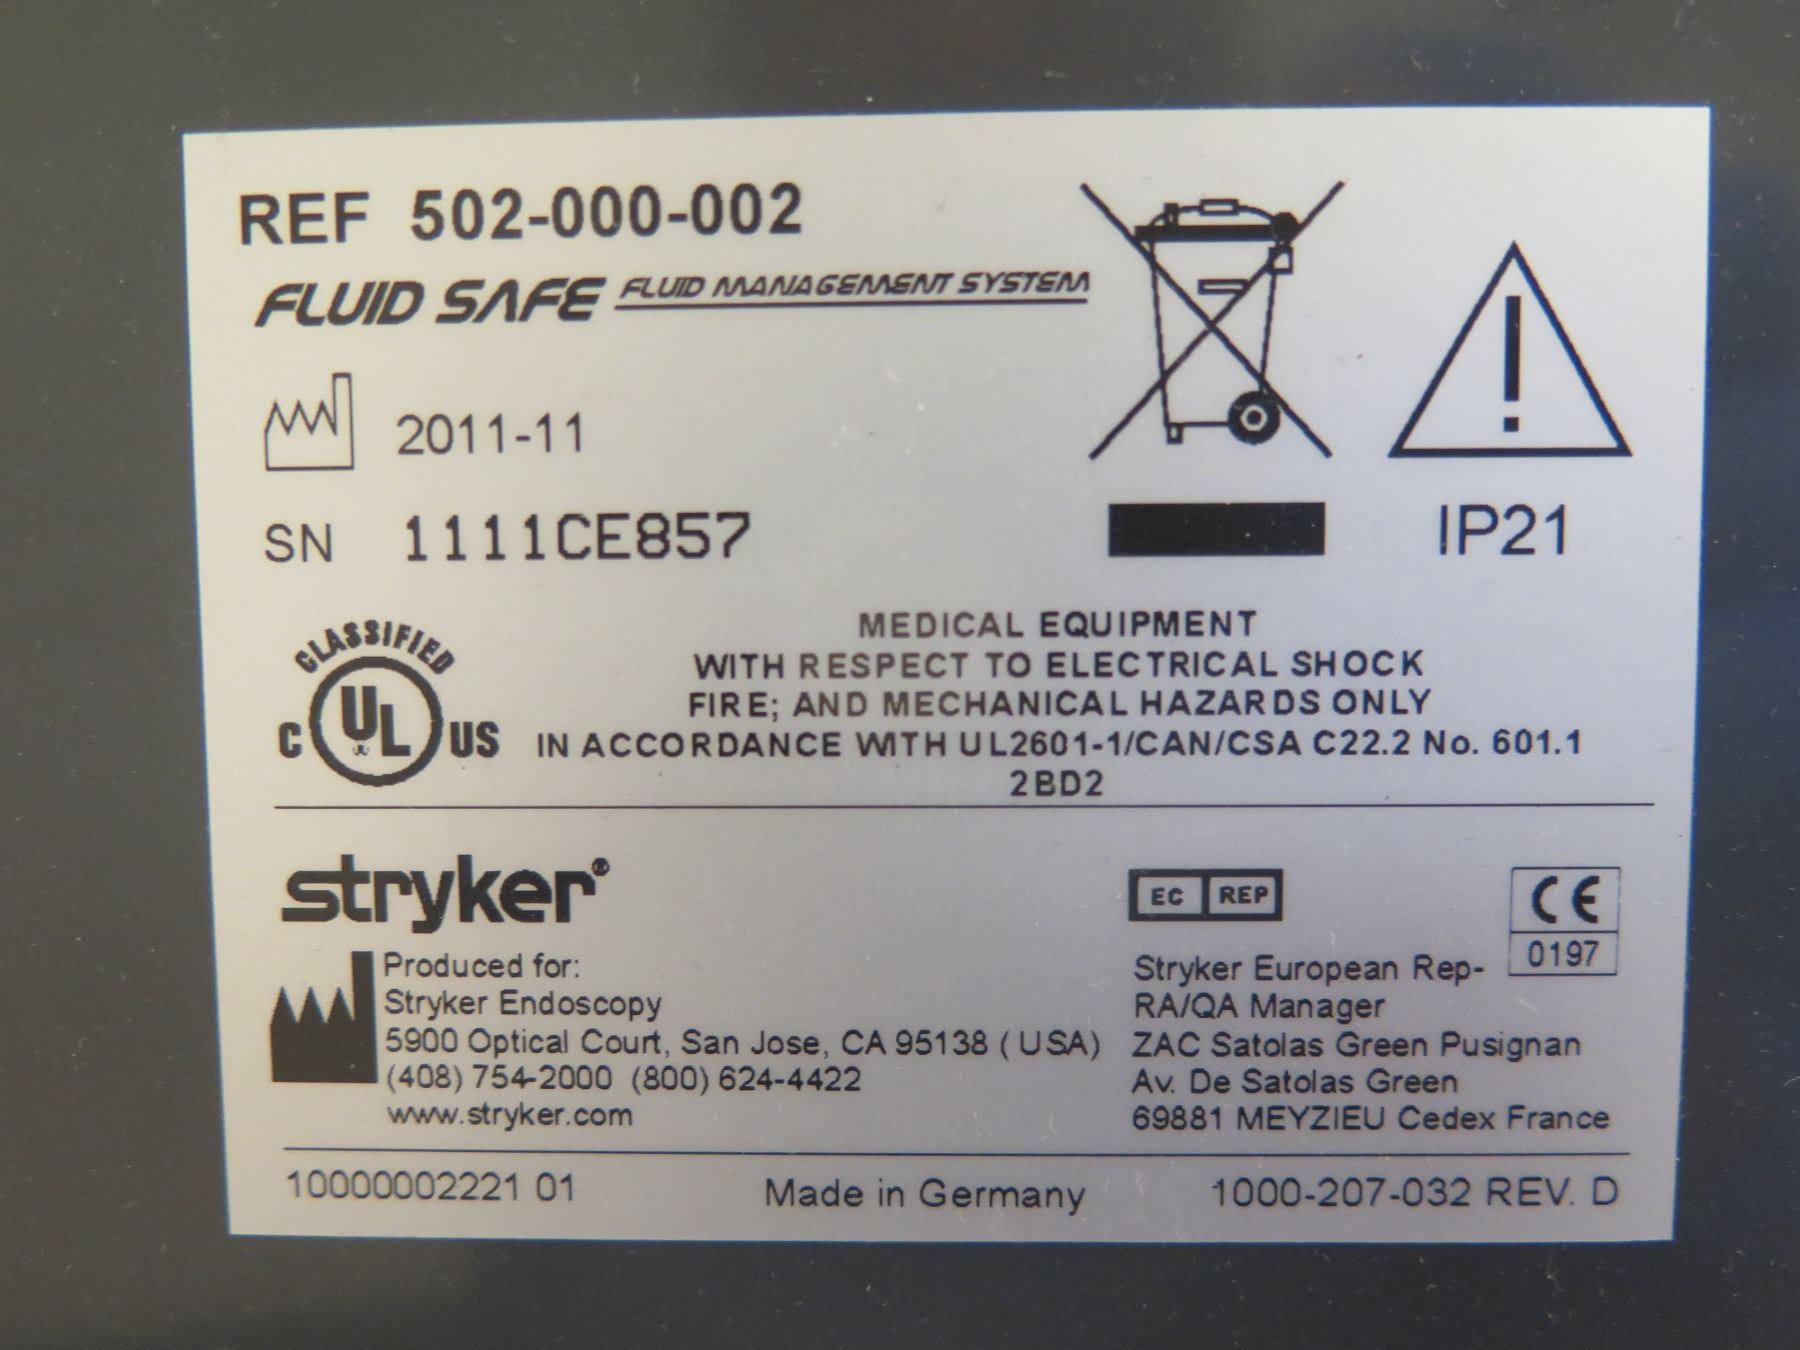 REF 502-000-002
FLUID SAFE FLUID MANAGEMENT SYSTEM
2011-11
SN 1111CE857
IP21
CLASSIFIED
C UL US
MEDICAL EQUIPMENT
WITH RESPECT TO ELECTRICAL SHOCK
FIRE; AND MECHANICAL HAZARDS ONLY
IN ACCORDANCE WITH UL2601-1/CAN/CSA C22.2 No. 601.1
2BD2
stryker®
Produced for:
Stryker Endoscopy
5900 Optical Court, San Jose, CA 95138 ( USA)
(408) 754-2000 (800) 624-4422
www.stryker.com
EC REP
CE
0197
Stryker European Rep-
RA/QA Manager
ZAC Satolas Green Pusignan
Av. De Satolas Green
69881 MEYZIEU Cedex France
10000002221 01
Made in Germany
1000-207-032 REV. D